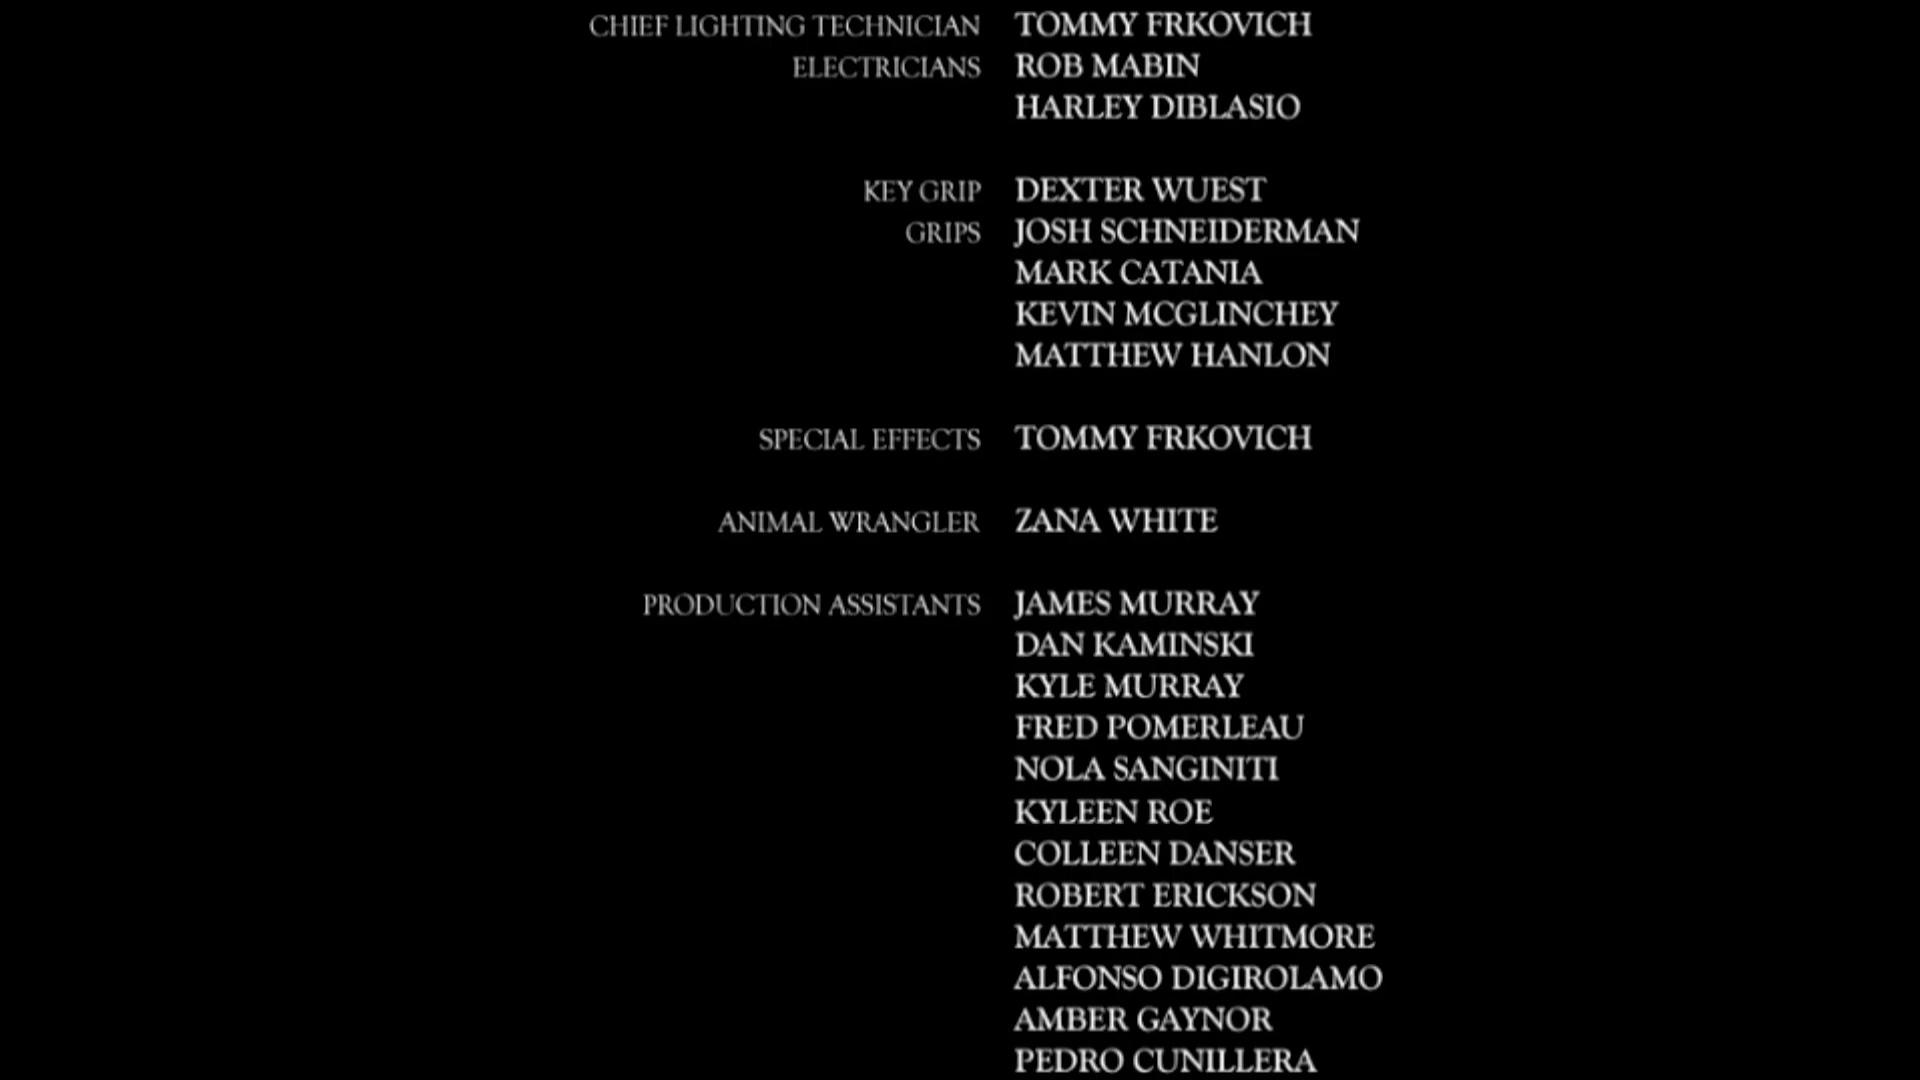 CHIEF LIGHTING TECHNICIAN TOMMY FRKOVICH
ELECTRICIANS ROB MABIN
HARLEY DIBLASIO
KEY GRIP DEXTER WUEST
GRIPS JOSH SCHNEIDERMAN
MARK CATANIA
KEVIN MCGLINCHEY
MATTHEW HANLON
SPECIAL EFFECTS TOMMY FRKOVICH
ANIMAL WRANGLER ZANA WHITE
PRODUCTION ASSISTANTS JAMES MURRAY
DAN KAMINSKI
KYLE MURRAY
FRED POMERLEAU
NOLA SANGINITI
KYLEEN ROE
COLLEEN DANSER
ROBERT ERICKSON
MATTHEW WHITMORE
ALFONSO DIGIROLAMO
AMBER GAYNOR
PEDRO CUNILLERA